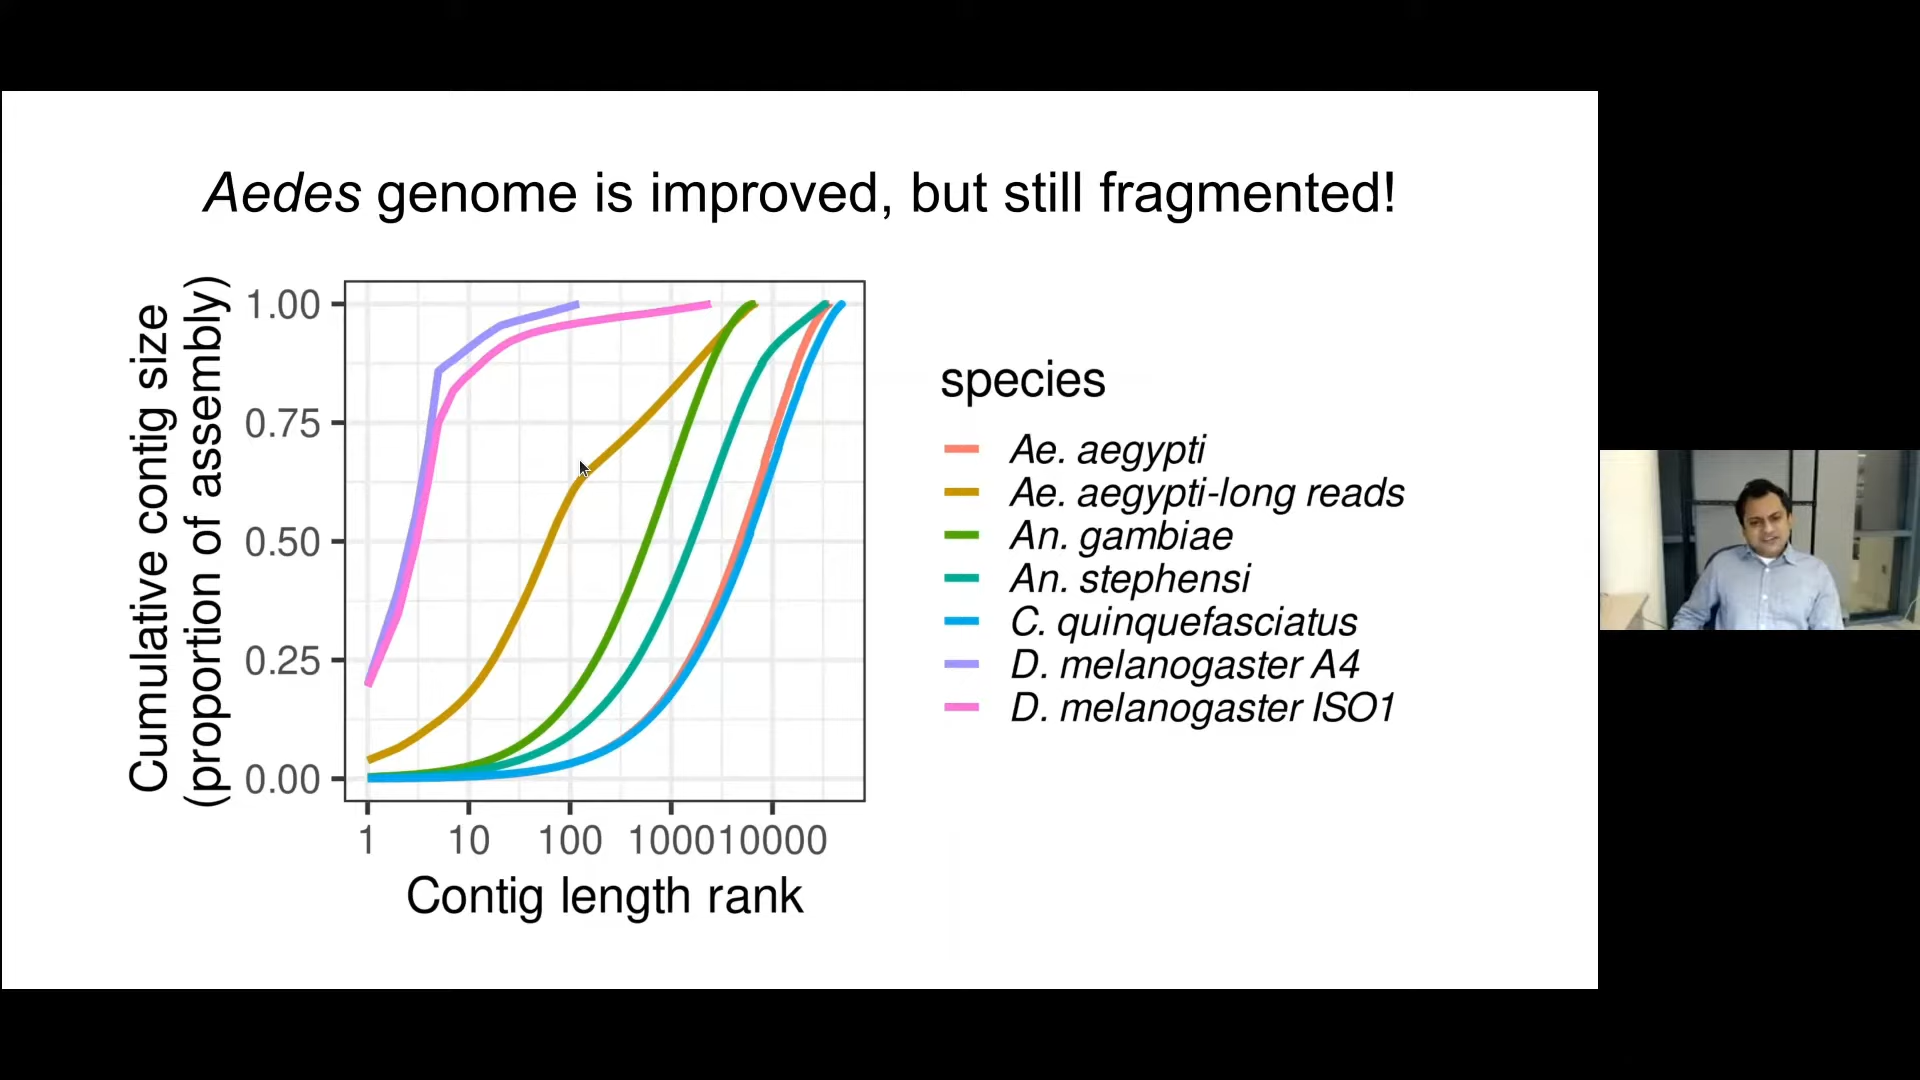 Aedes genome is improved, but still fragmented!
Cumulative contig size
(proportion of assembly)
1.00
0.75
0.50
0.25
0.00
1 10 100 1000 10000
Contig length rank
species
Ae. aegypti
Ae. aegypti-long reads
An. gambiae
An. stephensi
C. quinquefasciatus
D. melanogaster A4
D. melanogaster ISO1